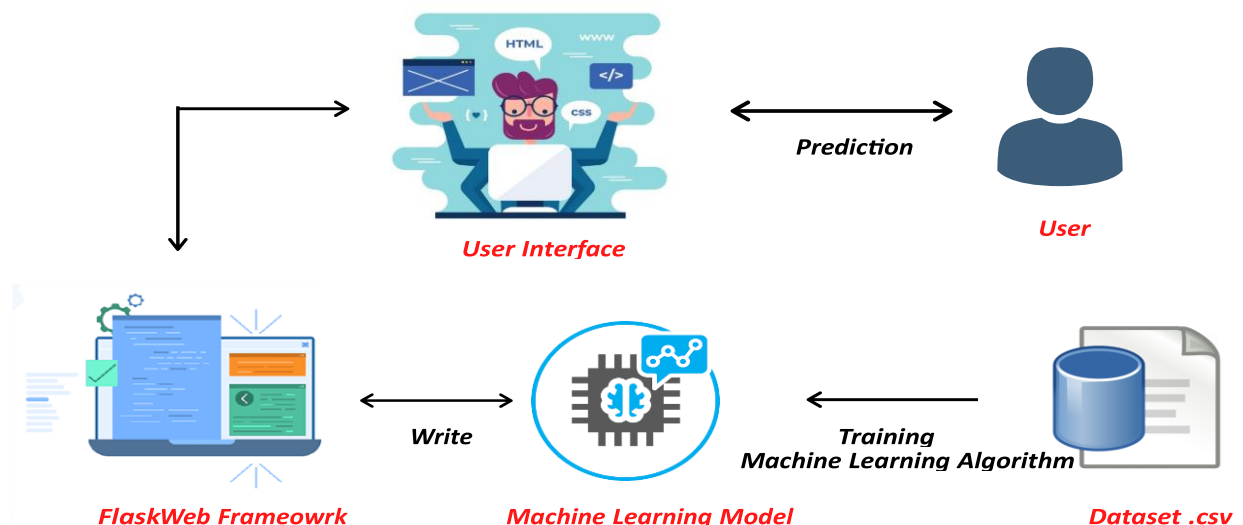 HTML
WWW
</>
CSS
{ }
Prediction
User Interface
User
Write
Training
Machine Learning Algorithm
FlaskWeb Frameowrk
Machine Learning Model
Dataset .csv